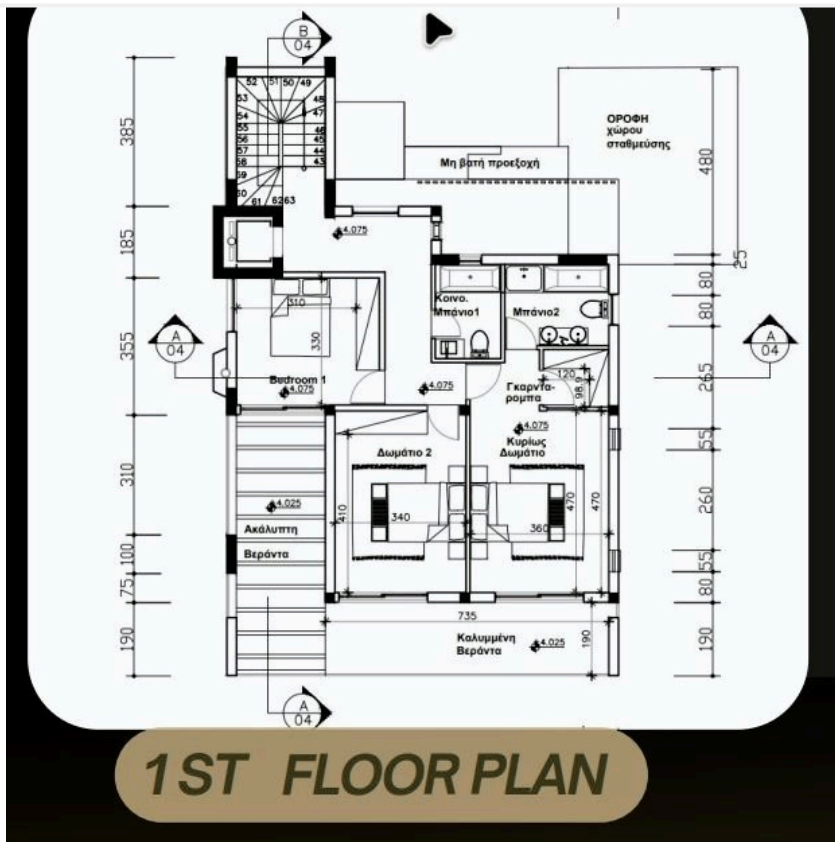 B
04
52 51 50 49
53 48
54 47
55 46
56 45
57 44
58 43
59
60
61 62 63
ΟΡΟΦΗ
χώρου
σταθμεύσης
Μη βατή προεξοχή
385
185
355
310
100
75
190
480
25
80
80
265
55
260
55
80
190
+4.075
Κοινο.
Μπάνιο1
Μπάνιο2
310
330
A
04
A
04
Bedroom 1
+4.075
+4.075
120
98.9
Γκαρντα-
ρομπα
+4.075
Κυρίως
Δωμάτιο
Δωμάτιο 2
+4.025
Ακάλυπτη
Βεράντα
410
340
360
470
470
735
Καλυμμένη
Βεράντα
+4.025
190
A
04
1ST FLOOR PLAN